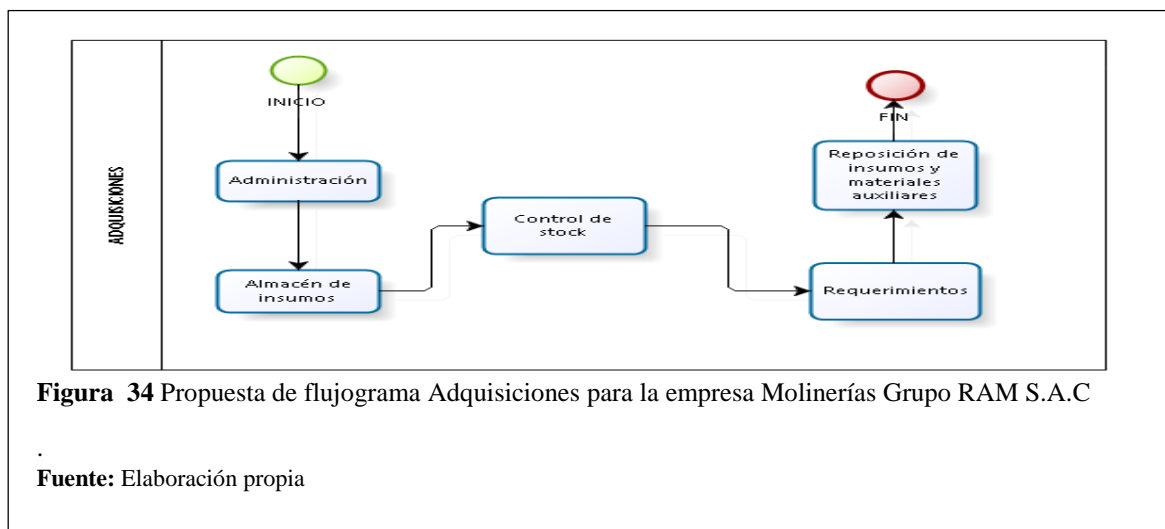 ADQUISICIONES
INICIO
Administración
Almacén de
insumos
Control de
stock
Requerimientos
Reposición de
insumos y
materiales
auxiliares
FIN
Figura 34 Propuesta de flujograma Adquisiciones para la empresa Molinerías Grupo RAM S.A.C
.
Fuente: Elaboración propia